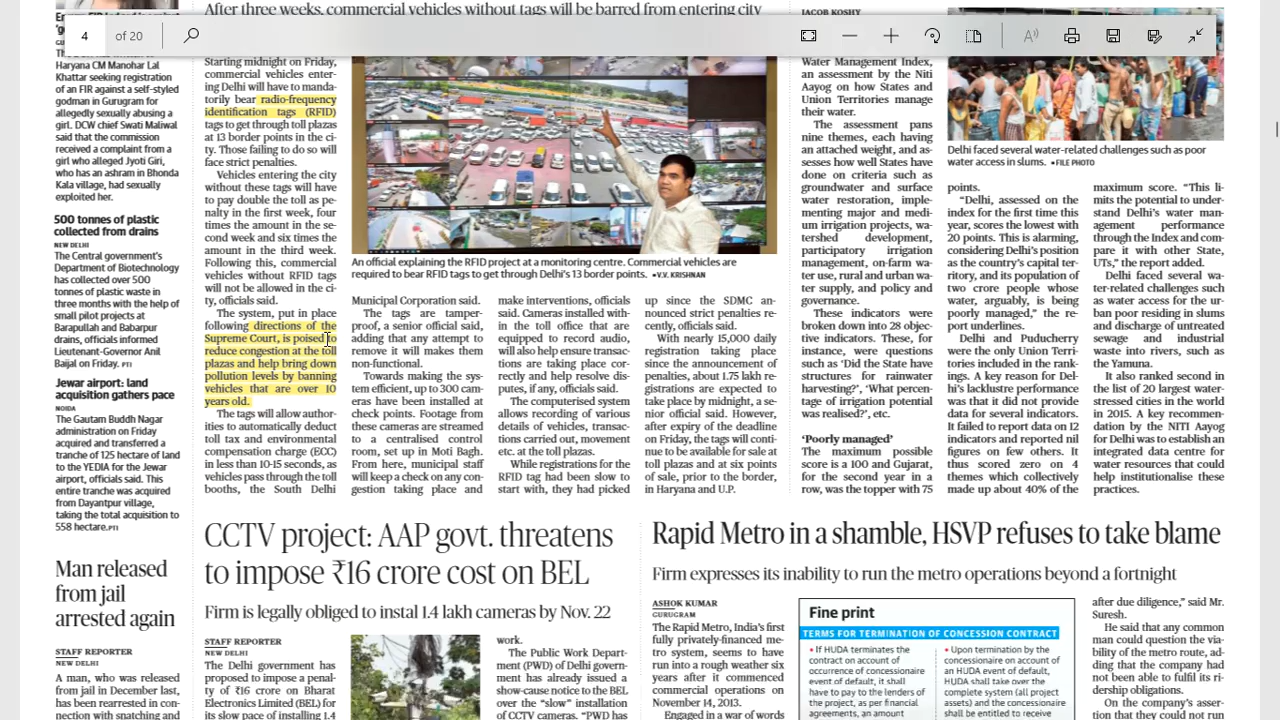 After three weeks, commercial vehicles without tags will be barred from entering city
4
of 20
Haryana CM Manohar Lal
Khattar seeking registration
of an FIR against a self-styled
godman in Gurugram for
allegedly sexually abusing a
girl. DCW chief Swati Maliwal
said that the commission
received a complaint from a
girl who alleged Jyoti Giri,
who has an ashram in Bhonda
Kala village, had sexually
exploited her.
500 tonnes of plastic
collected from drains
NEW DELHI
The Central government's
Department of Biotechnology
has collected over 500
tonnes of plastic waste in
three months with the help of
small pilot projects at
Barapullah and Babarpur
drains, officials informed
Lieutenant-Governor Anil
Baijal on Friday. PTI
Jewar airport: land
acquisition gathers pace
NOIDA
The Gautam Buddh Nagar
administration on Friday
acquired and transferred a
tranche of 125 hectare of land
to the YEDIA for the Jewar
airport, officials said. This
entire tranche was acquired
from Dayantpur village,
taking the total acquisition to
558 hectare.PTI
Man released
from jail
arrested again
STAFF REPORTER
NEW DELHI
A man, who was released
from jail in December last,
has been rearrested in con-
nection with snatching and
Starting midnight on Friday,
commercial vehicles enter-
ing Delhi will have to manda-
torily bear radio-frequency
identification tags (RFID)
tags to get through toll plazas
at 13 border points in the ci-
ty. Those failing to do so will
face strict penalties.
Vehicles entering the city
without these tags will have
to pay double the toll as pe-
nalty in the first week, four
times the amount in the se-
cond week and six times the
amount in the third week.
Following this, commercial
vehicles without RFID tags
will not be allowed in the ci-
ty, officials said.
The system, put in place
following directions of the
Supreme Court, is poised to
reduce congestion at the toll
plazas and help bring down
pollution levels by banning
vehicles that are over 10
years old.
The tags will allow author-
ities to automatically deduct
toll tax and environmental
compensation charge (ECC)
in less than 10-15 seconds, as
vehicles pass through the toll
booths, the South Delhi
An official explaining the RFID project at a monitoring centre. Commercial vehicles are
required to bear RFID tags to get through Delhi's 13 border points. •V.V. KRISHNAN
Municipal Corporation said.
The tags are tamper-
proof, a senior official said,
adding that any attempt to
remove it will makes them
non-functional.
Towards making the sys-
tem efficient, up to 300 cam-
eras have been installed at
check points. Footage from
these cameras are streamed
to a centralised control
room, set up in Moti Bagh.
From here, municipal staff
will keep a check on any con-
gestion taking place and
make interventions, officials
said. Cameras installed with-
in the toll office that are
equipped to record audio,
will also help ensure transac-
tions are taking place cor-
rectly and help resolve dis-
putes, if any, officials said.
The computerised system
allows recording of various
details of vehicles, transac-
tions carried out, movement
etc. at the toll plazas.
While registrations for the
RFID tag had been slow to
start with, they had picked
up since the SDMC an-
nounced strict penalties re-
cently, officials said.
With nearly 15,000 daily
registration taking place
since the announcement of
penalties, about 1.75 lakh re-
gistrations are expected to
take place by midnight, a se-
nior official said. However,
after expiry of the deadline
on Friday, the tags will conti-
nue to be available for sale at
toll plazas and at six points
of sale, prior to the border,
in Haryana and U.P.
JACOB KOSHY
Water Management Index,
an assessment by the Niti
Aayog on how States and
Union Territories manage
their water.
The assessment pans
nine themes, each having
an attached weight, and as-
sesses how well States have
done on criteria such as
groundwater and surface
water restoration, imple-
menting major and medi-
um irrigation projects, wa-
tershed development,
participatory irrigation
management, on-farm wa-
ter use, rural and urban wa-
ter supply, and policy and
governance.
These indicators were
broken down into 28 objec-
tive indicators. These, for
instance, were questions
such as 'Did the State have
structures for rainwater
harvesting?', 'What percen-
tage of irrigation potential
was realised?', etc.
'Poorly managed'
The maximum possible
score is a 100 and Gujarat,
for the second year in a
row, was the topper with 75
Delhi faced several water-related challenges such as poor
water access in slums. •FILE PHOTO
points.
"Delhi, assessed on the
index for the first time this
year, scores the lowest with
20 points. This is alarming,
considering Delhi's position
as the country's capital ter-
ritory, and its population of
two crore people whose
water, arguably, is being
poorly managed," the re-
port underlines.
Delhi and Puducherry
were the only Union Terri-
tories included in the rank-
ings. A key reason for Del-
hi's lacklustre performance
was that it did not provide
data for several indicators.
It failed to report data on 12
indicators and reported nil
figures on few others. It
thus scored zero on 4
themes which collectively
made up about 40% of the
maximum score. "This li-
mits the potential to under-
stand Delhi's water man-
agement performance
through the Index and com-
pare it with other State,
UTs," the report added.
Delhi faced several wa-
ter-related challenges such
as water access for the ur-
ban poor residing in slums
and discharge of untreated
sewage and industrial
waste into rivers, such as
the Yamuna.
It also ranked second in
the list of 20 largest water-
stressed cities in the world
in 2015. A key recommen-
dation by the NITI Aayog
for Delhi was to establish an
integrated data centre for
water resources that could
help institutionalise these
practices.
CCTV project: AAP govt. threatens
to impose ₹16 crore cost on BEL
Firm is legally obliged to instal 1.4 lakh cameras by Nov. 22
STAFF REPORTER
NEW DELHI
The Delhi government has
proposed to impose a penal-
ty of ₹16 crore on Bharat
Electronics Limited (BEL) for
its slow pace of installing 1.4
work.
The Public Work Depart-
ment (PWD) of Delhi govern-
ment has already issued a
show-cause notice to the BEL
over the "slow" installation
of CCTV cameras. "PWD has
Rapid Metro in a shamble, HSVP refuses to take blame
Firm expresses its inability to run the metro operations beyond a fortnight
ASHOK KUMAR
GURUGRAM
The Rapid Metro, India's first
fully privately-financed me-
tro system, seems to have
run into a rough weather six
years after it commenced
commercial operations on
November 14, 2013.
Engaged in a war of words
Fine print
TERMS FOR TERMINATION OF CONCESSION CONTRACT
• If HUDA terminates the
contract on account of
occurrence of concessionaire
event of default, it shall
have to pay to the lenders of
the project, as per financial
agreements, an amount
• Upon termination by the
concessionaire on account of
an HUDA event of default,
HUDA shall take over the
complete system (all project
assets) and the concessionaire
shall be entitled to receive
after due diligence," said Mr.
Suresh.
He said that any common
man could question the via-
bility of the metro route, ad-
ding that the company had
not been able to fulfil its ri-
dership obligations.
On the company's asser-
tion that they could not run